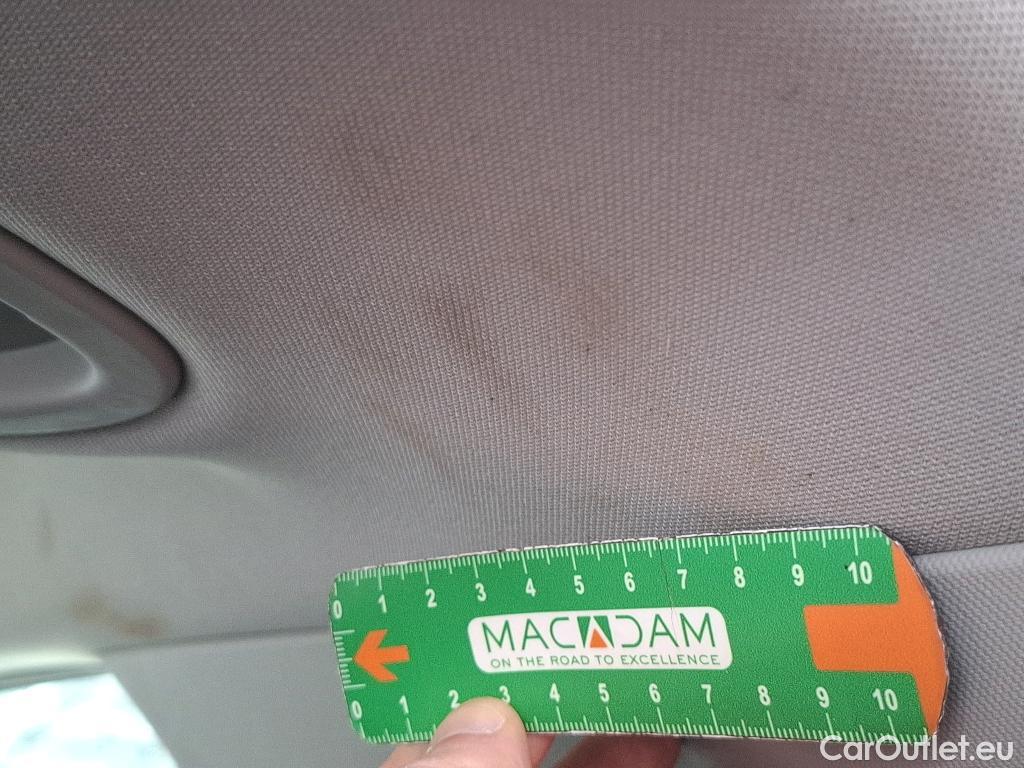 0 1 2 3 4 5 6 7 8 9 10
MACADAM
ON THE ROAD TO EXCELLENCE
0 1 2 3 4 5 6 7 8 9 10
CarOutlet.eu